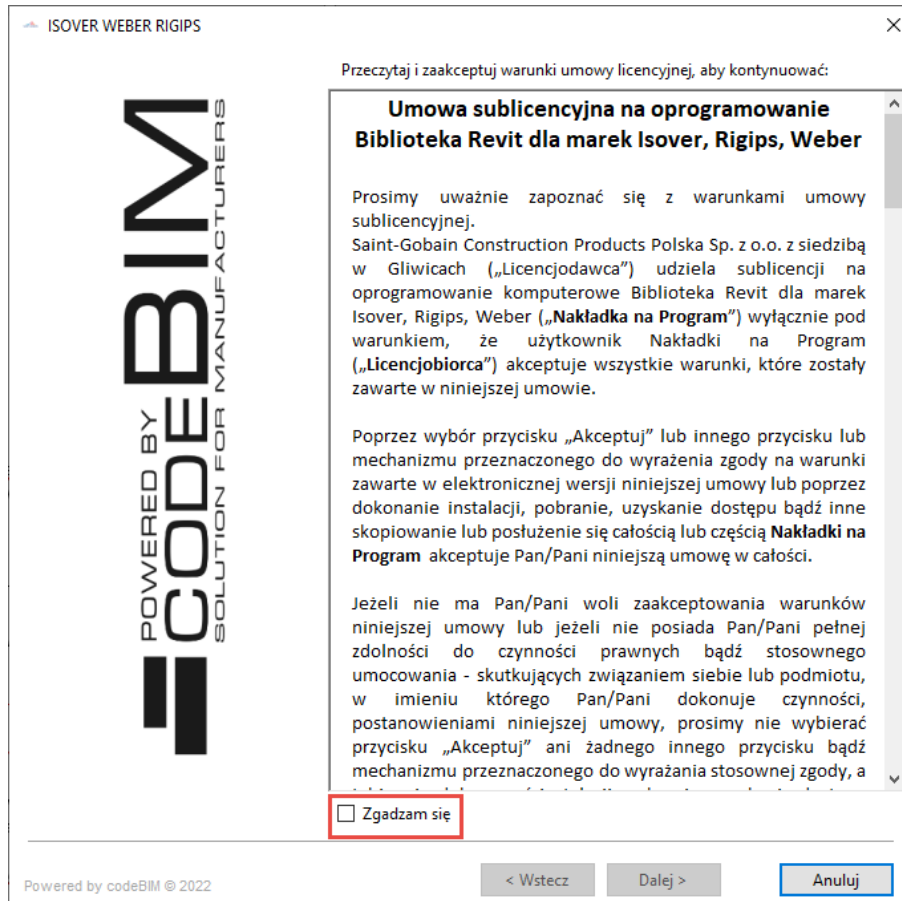 ISOVER WEBER RIGIPS
Przeczytaj i zaakceptuj warunki umowy licencyjnej, aby kontynuować:
POWERED BY
CODEBIM
SOLUTION FOR MANUFACTURERS
Umowa sublicencyjna na oprogramowanie
Biblioteka Revit dla marek Isover, Rigips, Weber
Prosimy uważnie zapoznać się z warunkami umowy
sublicencyjnej.
Saint-Gobain Construction Products Polska Sp. z o.o. z siedzibą
w Gliwicach („Licencjodawca”) udziela sublicencji na
oprogramowanie komputerowe Biblioteka Revit dla marek
Isover, Rigips, Weber („Nakładka na Program”) wyłącznie pod
warunkiem, że użytkownik Nakładki na Program
(„Licencjobiorca”) akceptuje wszystkie warunki, które zostały
zawarte w niniejszej umowie.
Poprzez wybór przycisku „Akceptuj” lub innego przycisku lub
mechanizmu przeznaczonego do wyrażenia zgody na warunki
zawarte w elektronicznej wersji niniejszej umowy lub poprzez
dokonanie instalacji, pobranie, uzyskanie dostępu bądź inne
skopiowanie lub posłużenie się całością lub częścią Nakładki na
Program akceptuje Pan/Pani niniejszą umowę w całości.
Jeżeli nie ma Pan/Pani woli zaakceptowania warunków
niniejszej umowy lub jeżeli nie posiada Pan/Pani pełnej
zdolności do czynności prawnych bądź stosownego
umocowania - skutkujących związaniem siebie lub podmiotu,
w imieniu którego Pan/Pani dokonuje czynności,
postanowieniami niniejszej umowy, prosimy nie wybierać
przycisku „Akceptuj” ani żadnego innego przycisku bądź
mechanizmu przeznaczonego do wyrażania stosownej zgody, a
Zgadzam się
Powered by codeBIM © 2022
< Wstecz
Dalej >
Anuluj